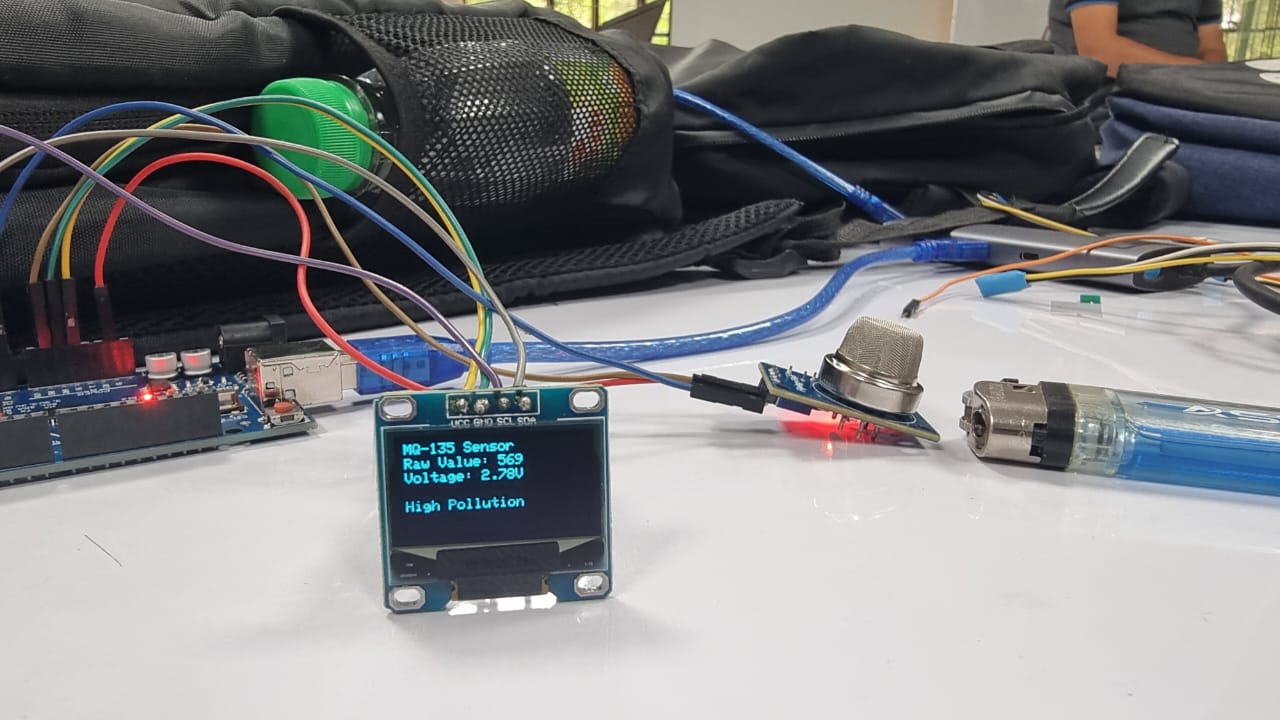 VCC GND SCL SDA
MQ-135 Sensor
Raw Value: 569
Voltage: 2.78V
High Pollution